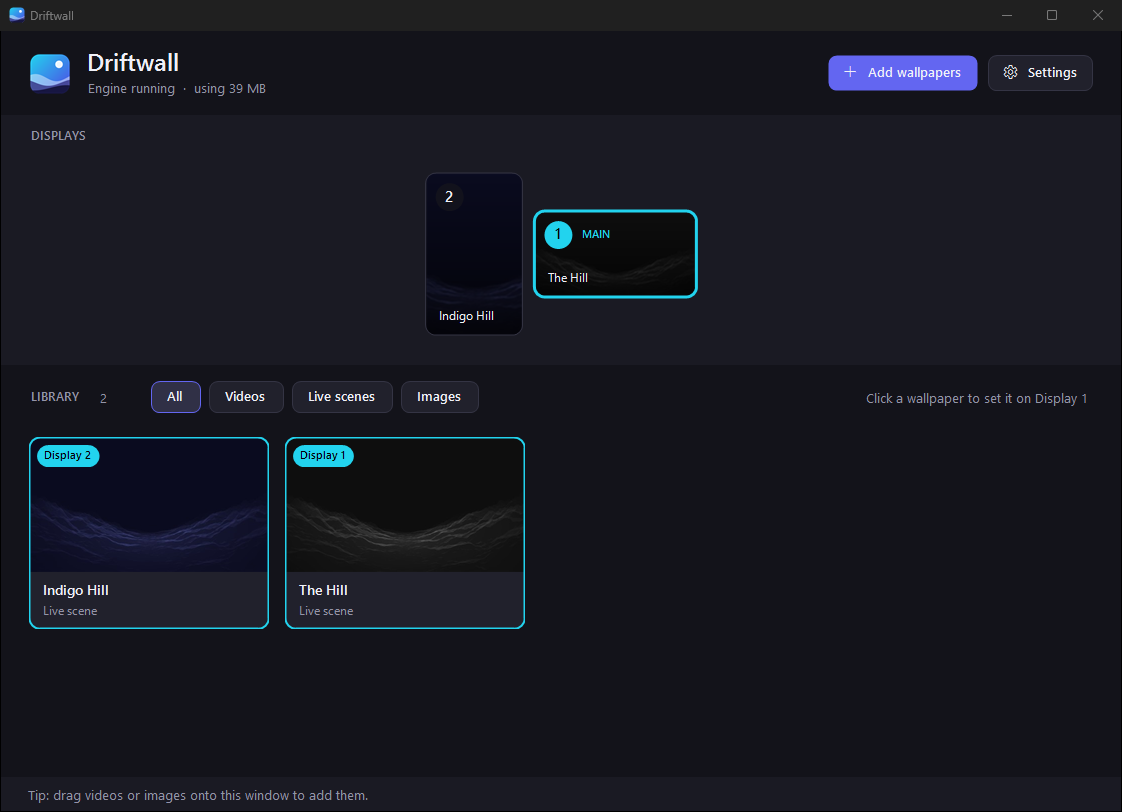 Driftwall
Driftwall
Engine running · using 39 MB
Add wallpapers
Settings
DISPLAYS
2
Indigo Hill
1 MAIN
The Hill
LIBRARY 2
All
Videos
Live scenes
Images
Click a wallpaper to set it on Display 1
Display 2
Indigo Hill
Live scene
Display 1
The Hill
Live scene
Tip: drag videos or images onto this window to add them.